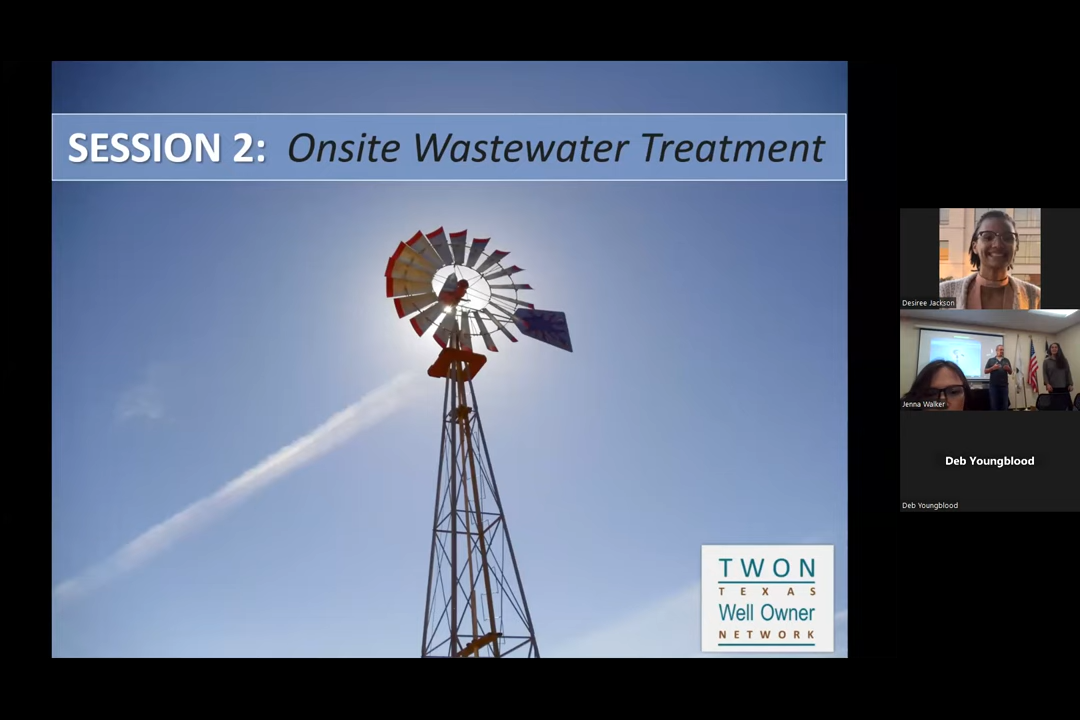 SESSION 2: Onsite Wastewater Treatment
TWON
TEXAS
Well Owner
NETWORK
Desiree Jackson
Jenna Walker
Deb Youngblood
Deb Youngblood